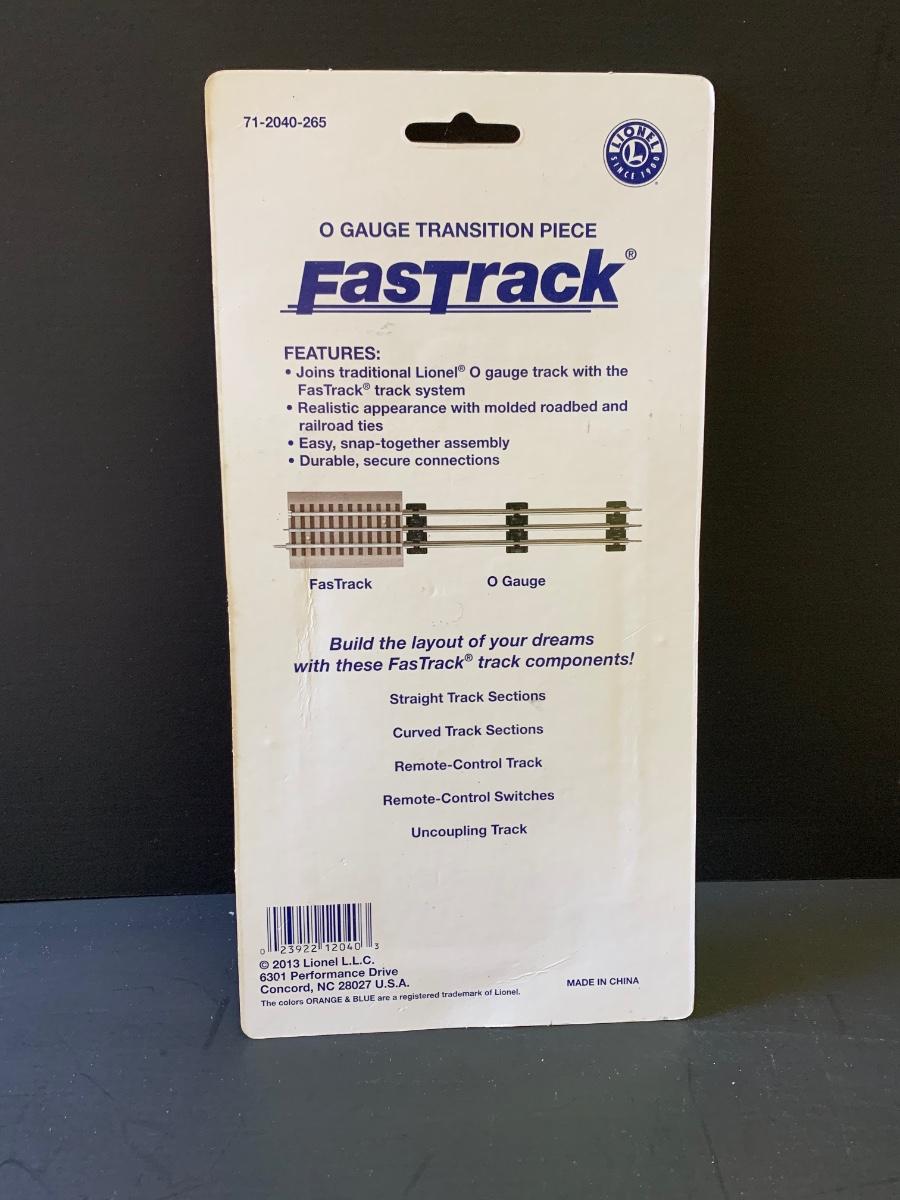 71-2040-265
LIONEL
L
SINCE 1900
O GAUGE TRANSITION PIECE
FasTrack®
FEATURES:
• Joins traditional Lionel® O gauge track with the
FasTrack® track system
• Realistic appearance with molded roadbed and
railroad ties
• Easy, snap-together assembly
• Durable, secure connections
FasTrack
O Gauge
Build the layout of your dreams
with these FasTrack® track components!
Straight Track Sections
Curved Track Sections
Remote-Control Track
Remote-Control Switches
Uncoupling Track
0 23922 12040 3
© 2013 Lionel L.L.C.
6301 Performance Drive
Concord, NC 28027 U.S.A.
The colors ORANGE & BLUE are a registered trademark of Lionel.
MADE IN CHINA